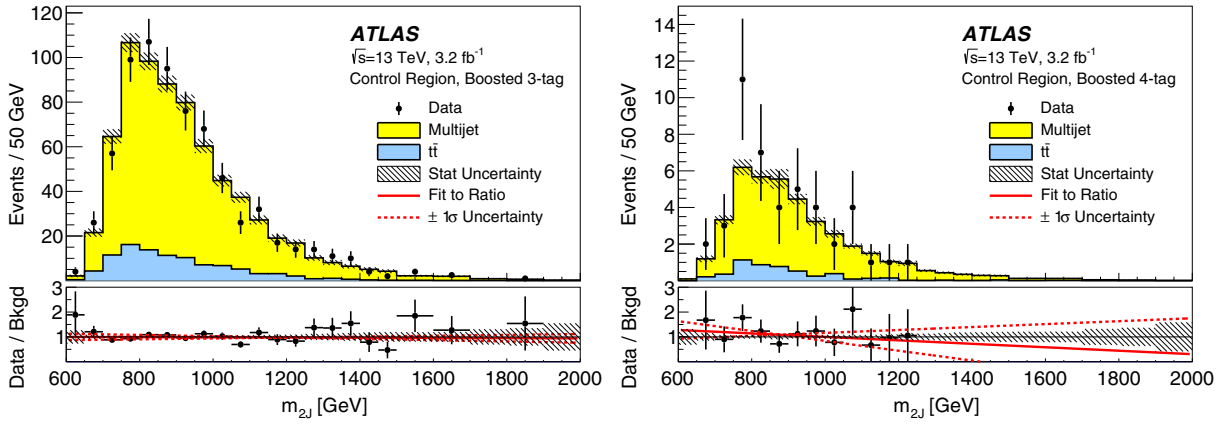 Events / 50 GeV
120
100
80
60
40
20
ATLAS
√s=13 TeV, 3.2 fb⁻¹
Control Region, Boosted 3-tag
Data
Multijet
tt̄
Stat Uncertainty
Fit to Ratio
± 1σ Uncertainty
Data / Bkgd
3
2
1
600 800 1000 1200 1400 1600 1800 2000
m2J [GeV]
Events / 50 GeV
14
12
10
8
6
4
2
ATLAS
√s=13 TeV, 3.2 fb⁻¹
Control Region, Boosted 4-tag
Data
Multijet
tt̄
Stat Uncertainty
Fit to Ratio
± 1σ Uncertainty
Data / Bkgd
3
2
1
600 800 1000 1200 1400 1600 1800 2000
m2J [GeV]